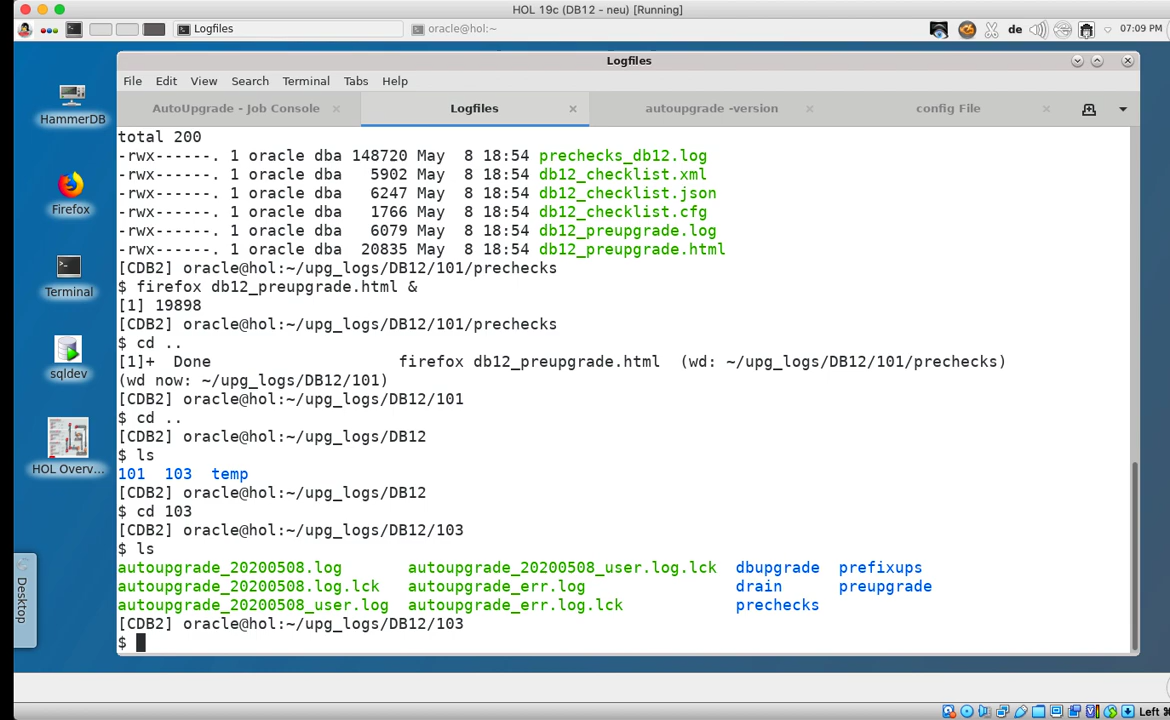 HOL 19c (DB12 - neu) [Running]
Logfiles
oracle@hol:~
de
07:09 PM
Logfiles
File Edit View Search Terminal Tabs Help
AutoUpgrade - Job Console × Logfiles × autoupgrade -version × config File ×
total 200
-rwx------. 1 oracle dba 148720 May  8 18:54 prechecks_db12.log
-rwx------. 1 oracle dba   5902 May  8 18:54 db12_checklist.xml
-rwx------. 1 oracle dba   6247 May  8 18:54 db12_checklist.json
-rwx------. 1 oracle dba   1766 May  8 18:54 db12_checklist.cfg
-rwx------. 1 oracle dba   6079 May  8 18:54 db12_preupgrade.log
-rwx------. 1 oracle dba  20835 May  8 18:54 db12_preupgrade.html
[CDB2] oracle@hol:~/upg_logs/DB12/101/prechecks
$ firefox db12_preupgrade.html &
[1] 19898
[CDB2] oracle@hol:~/upg_logs/DB12/101/prechecks
$ cd ..
[1]+  Done                    firefox db12_preupgrade.html  (wd: ~/upg_logs/DB12/101/prechecks)
(wd now: ~/upg_logs/DB12/101)
[CDB2] oracle@hol:~/upg_logs/DB12/101
$ cd ..
[CDB2] oracle@hol:~/upg_logs/DB12
$ ls
101  103  temp
[CDB2] oracle@hol:~/upg_logs/DB12
$ cd 103
[CDB2] oracle@hol:~/upg_logs/DB12/103
$ ls
autoupgrade_20200508.log       autoupgrade_20200508_user.log.lck  dbupgrade  prefixups
autoupgrade_20200508.log.lck   autoupgrade_err.log                drain      preupgrade
autoupgrade_20200508_user.log  autoupgrade_err.log.lck            prechecks
[CDB2] oracle@hol:~/upg_logs/DB12/103
$
HammerDB
Firefox
Terminal
sqldev
HOL Overv...
Desktop
Left ⌘